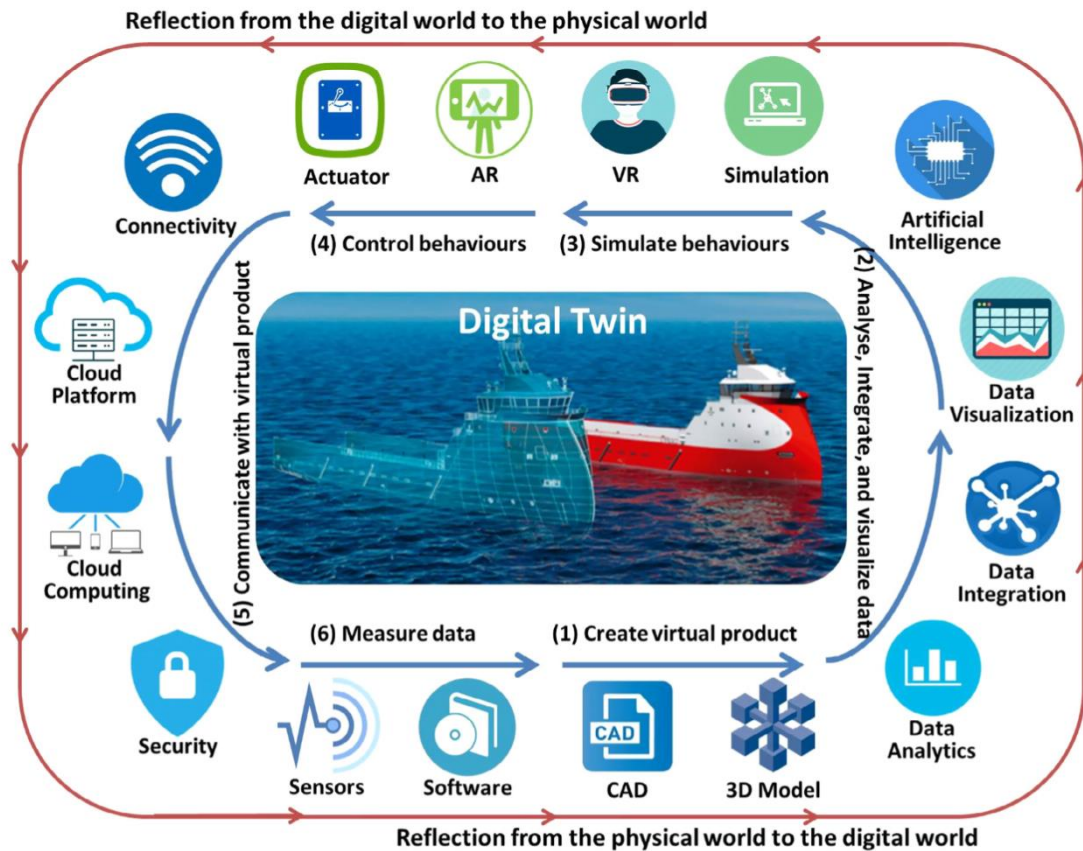 Reflection from the digital world to the physical world
Actuator
AR
VR
Simulation
Connectivity
Artificial
Intelligence
(4) Control behaviours
(3) Simulate behaviours
(2) Analyse, Integrate, and visualize data
(5) Communicate with virtual product
Digital Twin
Cloud
Platform
Data
Visualization
Cloud
Computing
Data
Integration
(6) Measure data
(1) Create virtual product
Security
Sensors
Software
CAD
CAD
3D Model
Data
Analytics
Reflection from the physical world to the digital world